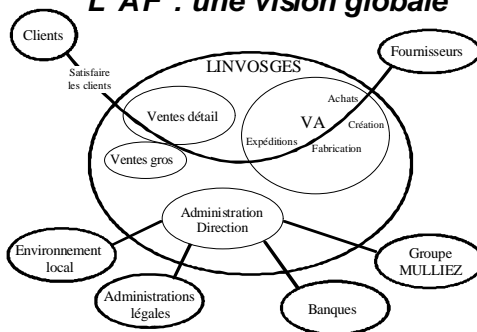 L'AF : une vision globale
Clients
Fournisseurs
Satisfaire
les clients
LINVOSGES
Achats
Ventes détail
VA
Création
Expéditions
Fabrication
Ventes gros
Administration
Direction
Environnement
local
Groupe
MULLIEZ
Administrations
légales
Banques